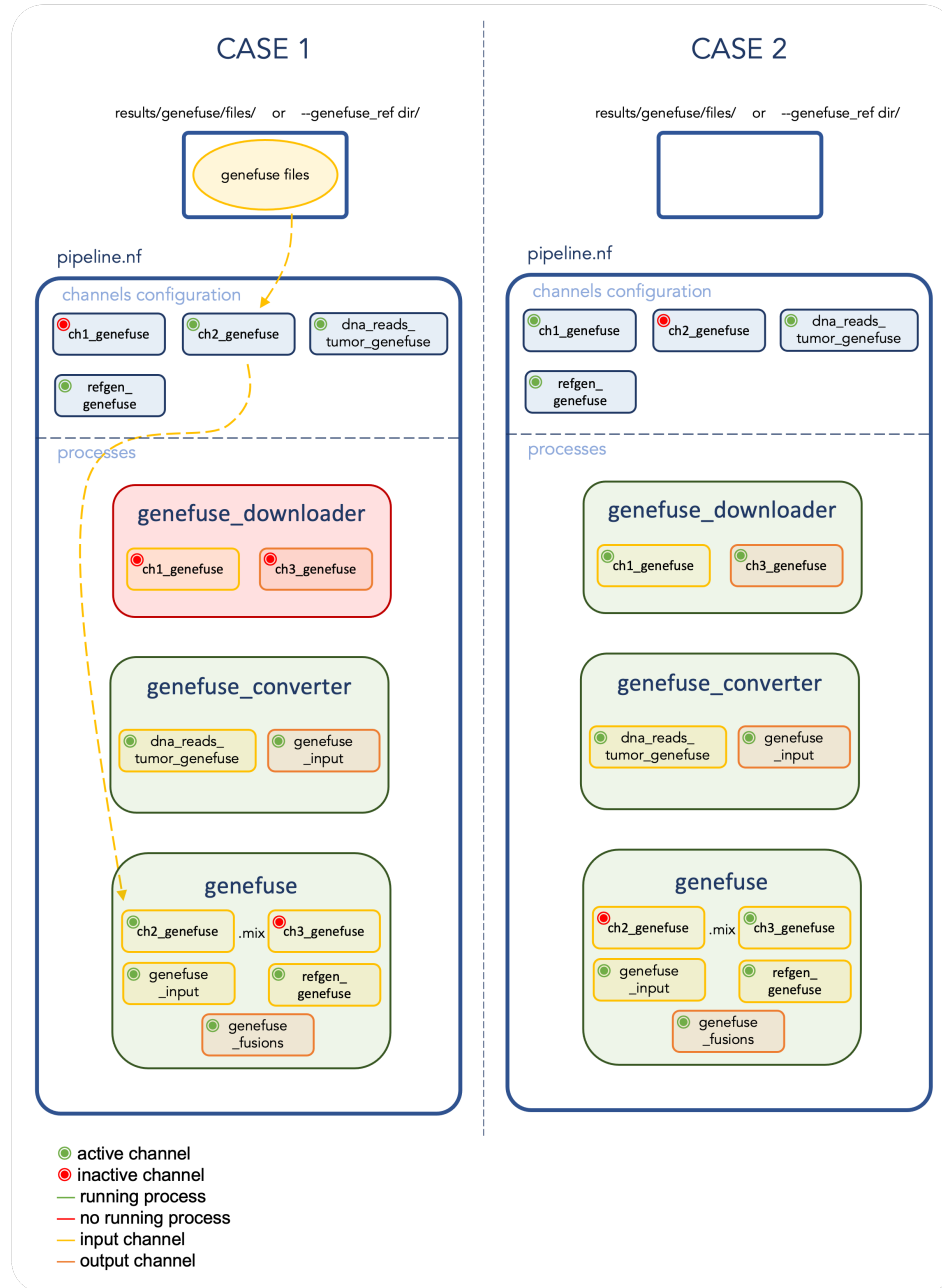 CASE 1
results/genefuse/files/ or --genefuse_ref dir/
genefuse files
pipeline.nf
channels configuration
ch1_genefuse
ch2_genefuse
dna_reads_
tumor_genefuse
refgen_
genefuse
processes
genefuse_downloader
ch1_genefuse
ch3_genefuse
genefuse_converter
dna_reads_
tumor_genefuse
genefuse
_input
genefuse
ch2_genefuse
.mix
ch3_genefuse
genefuse
_input
refgen_
genefuse
genefuse
_fusions
CASE 2
results/genefuse/files/ or --genefuse_ref dir/
pipeline.nf
channels configuration
ch1_genefuse
ch2_genefuse
dna_reads_
tumor_genefuse
refgen_
genefuse
processes
genefuse_downloader
ch1_genefuse
ch3_genefuse
genefuse_converter
dna_reads_
tumor_genefuse
genefuse
_input
genefuse
ch2_genefuse
.mix
ch3_genefuse
genefuse
_input
refgen_
genefuse
genefuse
_fusions
active channel
inactive channel
running process
no running process
input channel
output channel